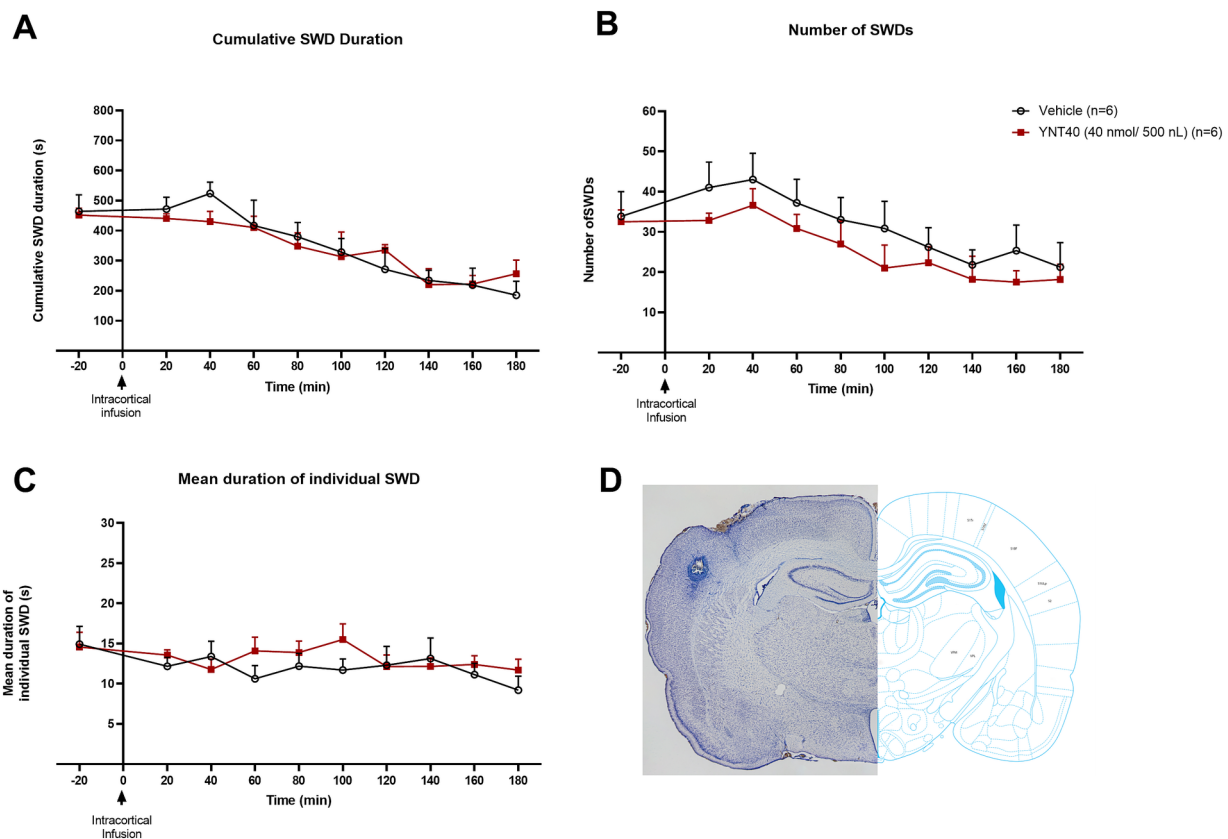 A
Cumulative SWD Duration
Cumulative SWD duration (s)
800
700
600
500
400
300
200
100
-20 0 20 40 60 80 100 120 140 160 180
Time (min)
Intracortical
infusion
B
Number of SWDs
Number ofSWDs
60
50
40
30
20
10
-20 0 20 40 60 80 100 120 140 160 180
Time (min)
Intracortical
Infusion
Vehicle (n=6)
YNT40 (40 nmol/ 500 nL) (n=6)
C
Mean duration of individual SWD
Mean duration of
individual SWD (s)
30
25
20
15
10
5
-20 0 20 40 60 80 100 120 140 160 180
Time (min)
Intracortical
Infusion
D